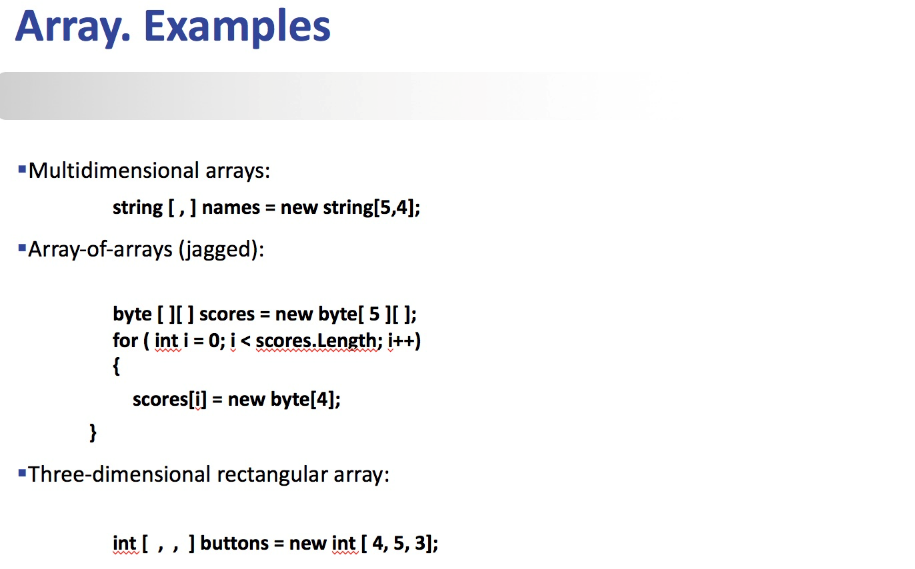 Array. Examples
▪Multidimensional arrays:
string [ , ] names = new string[5,4];
▪Array-of-arrays (jagged):
byte [ ][ ] scores = new byte[ 5 ][ ];
for ( int i = 0; i < scores.Length; i++)
{
scores[i] = new byte[4];
}
▪Three-dimensional rectangular array:
int [ , , ] buttons = new int [ 4, 5, 3];